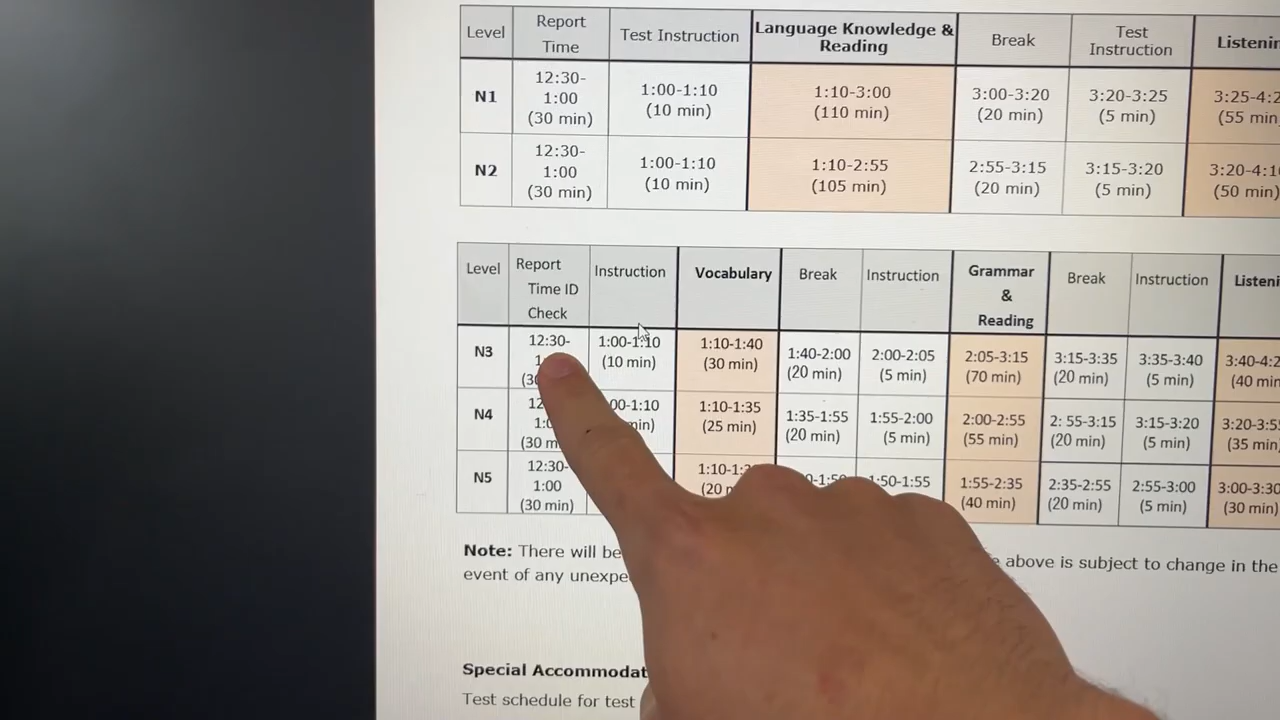 Level Report Time Test Instruction Language Knowledge & Reading Break Test Instruction
N1 12:30-1:00 (30 min) 1:00-1:10 (10 min) 1:10-3:00 (110 min) 3:00-3:20 (20 min) 3:20-3:25 (5 min) (55 min
N2 12:30-1:00 (30 min) 1:00-1:10 (10 min) 1:10-2:55 (105 min) 2:55-3:15 (20 min) 3:15-3:20 (5 min) (50 min)
Level Report Time ID Check Instruction Vocabulary Break Instruction Grammar & Reading Break Instruction
N3 12:30- 1:00-1:10 (10 min) 1:10-1:40 (30 min) 1:40-2:00 (20 min) 2:00-2:05 (5 min) 2:05-3:15 (70 min) 3:15-3:35 (20 min) 3:35-3:40 (5 min) (40 min
N4 1:10-1:35 (25 min) 1:35-1:55 (20 min) 1:55-2:00 (5 min) 2:00-2:55 (55 min) 2: 55-3:15 (20 min) 3:15-3:20 (5 min) (35 min
N5 12:30-1:00 (30 min) 1:50-1:55 1:55-2:35 (40 min) 2:35-2:55 (20 min) 2:55-3:00 (5 min) 3:00-3:30 (30 min)
Note: There will be above is subject to change in the
event of any
Special
Test schedule for test